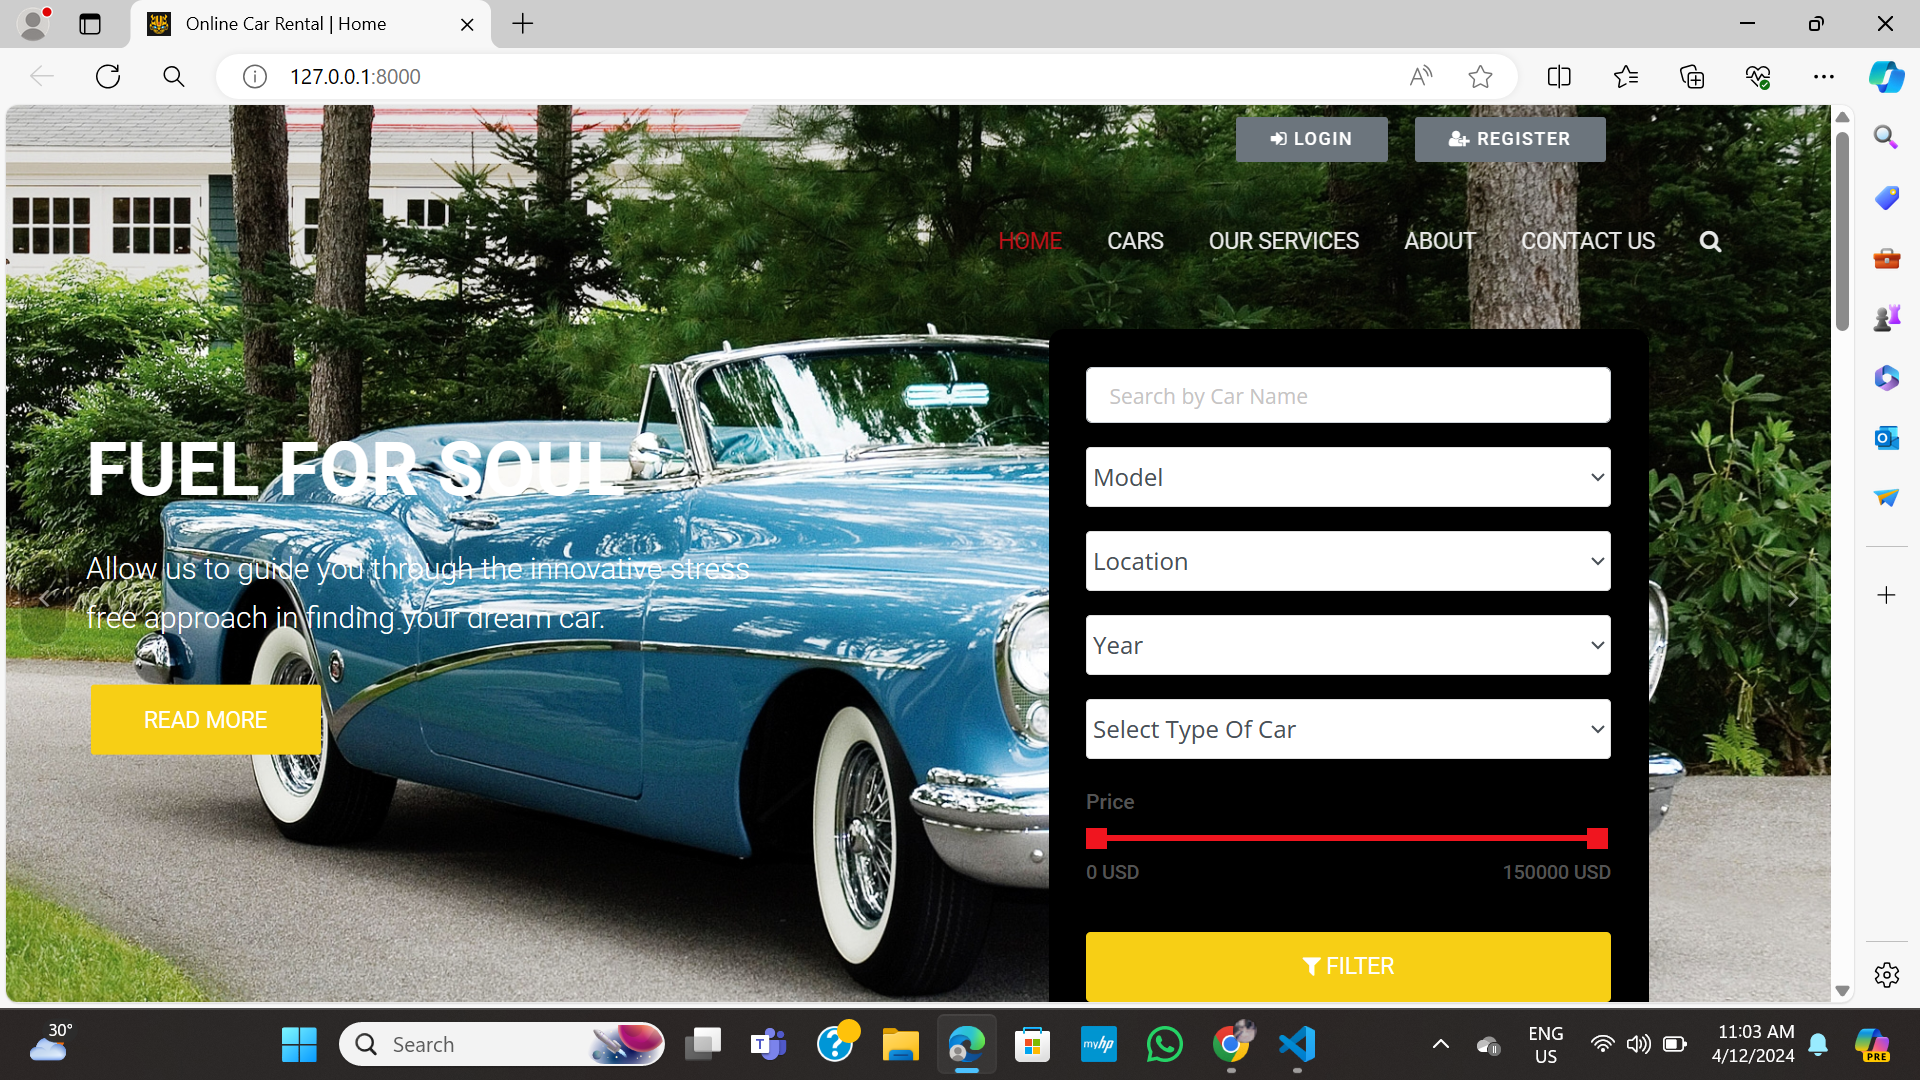 Online Car Rental | Home
127.0.0.1:8000
LOGIN
REGISTER
HOME
CARS
OUR SERVICES
ABOUT
CONTACT US
Search by Car Name
Model
Location
Year
Select Type Of Car
Price
0 USD
150000 USD
FILTER
FUEL FOR SOUL
Allow us to guide you through the innovative stress
free approach in finding your dream car.
READ MORE
30°
Search
myhp
ENG
US
11:03 AM
4/12/2024
PRE